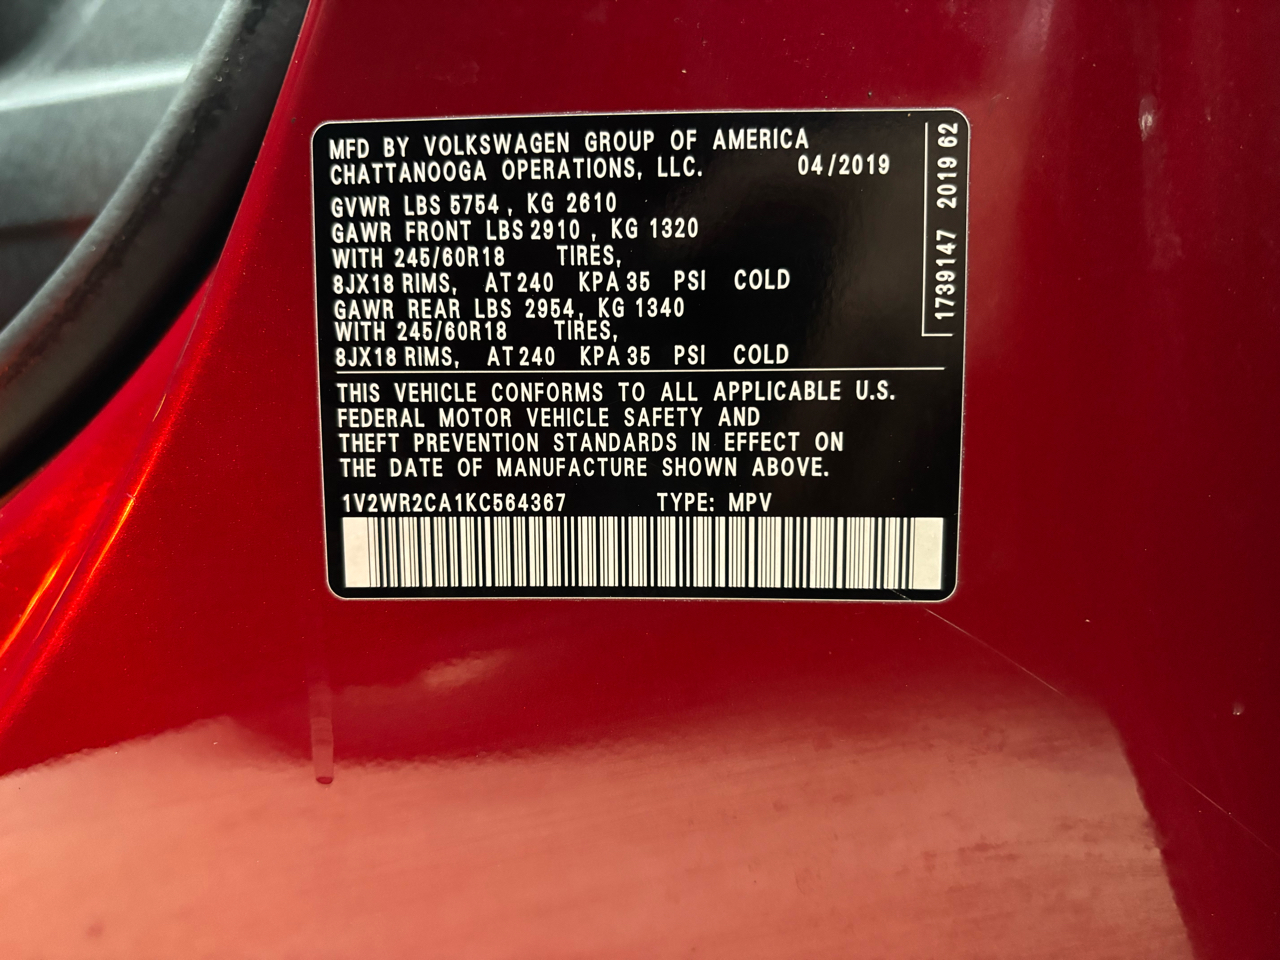 MFD BY VOLKSWAGEN GROUP OF AMERICA
CHATTANOOGA OPERATIONS, LLC. 04/2019
GVWR LBS 5754, KG 2610
GAWR FRONT LBS 2910, KG 1320
WITH 245/60R18 TIRES,
8JX18 RIMS, AT 240 KPA 35 PSI COLD
GAWR REAR LBS 2954, KG 1340
WITH 245/60R18 TIRES,
8JX18 RIMS, AT 240 KPA 35 PSI COLD
THIS VEHICLE CONFORMS TO ALL APPLICABLE U.S.
FEDERAL MOTOR VEHICLE SAFETY AND
THEFT PREVENTION STANDARDS IN EFFECT ON
THE DATE OF MANUFACTURE SHOWN ABOVE.
1V2WR2CA1KC564367 TYPE: MPV
1739147 2019 62